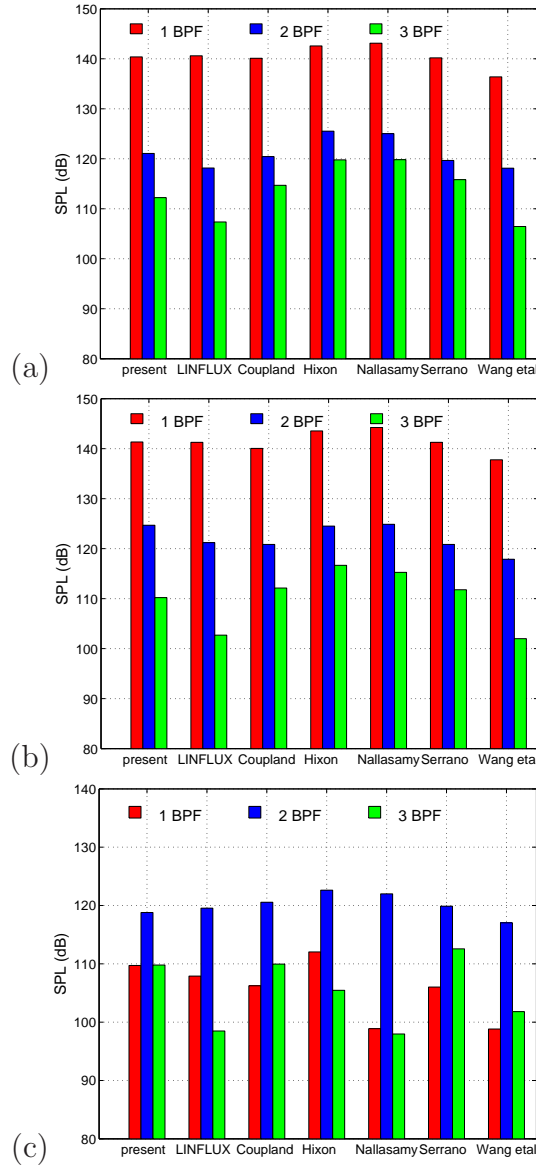 150
1 BPF 2 BPF 3 BPF
140
130
120
110
100
90
80
SPL (dB)
present LINFLUX Coupland Hixon Nallasamy Serrano Wang etal
(a)
150
1 BPF 2 BPF 3 BPF
140
130
120
110
100
90
80
SPL (dB)
present LINFLUX Coupland Hixon Nallasamy Serrano Wang etal
(b)
140
1 BPF 2 BPF 3 BPF
130
120
110
100
90
80
SPL (dB)
present LINFLUX Coupland Hixon Nallasamy Serrano Wang etal
(c)